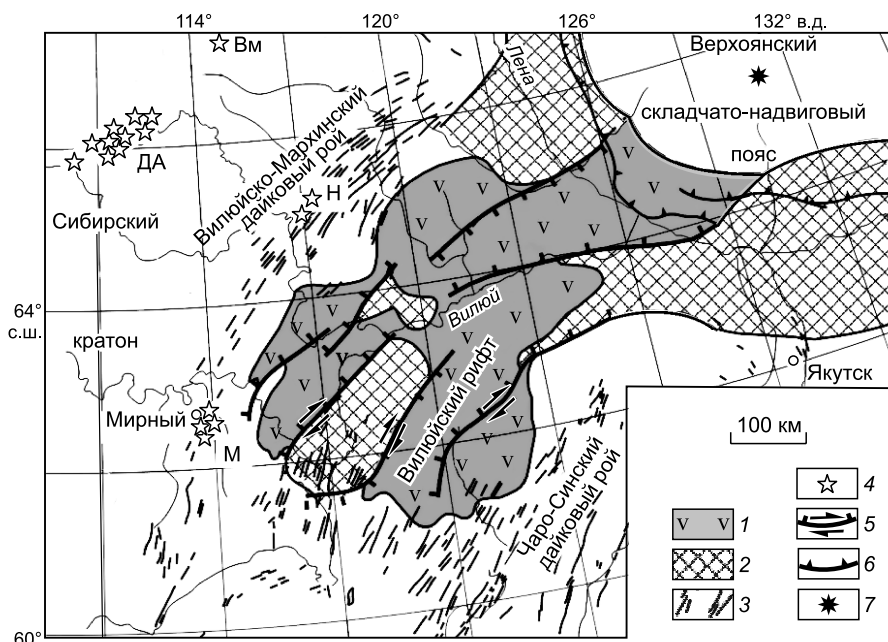 114°
120°
126°
132° в.д.
Вм
Лена
Верхоянский
складчато-надвиговый
пояс
ДА
Вилюйско-Мархинский
дайковый рой
Н
Сибирский
64°
с.ш.
Вилюй
кратон
Якутск
Мирный
М
Вилюйский рифт
Чаро-Синский
дайковый рой
100 км
V V 1
2
3
4
5
6
7
60°